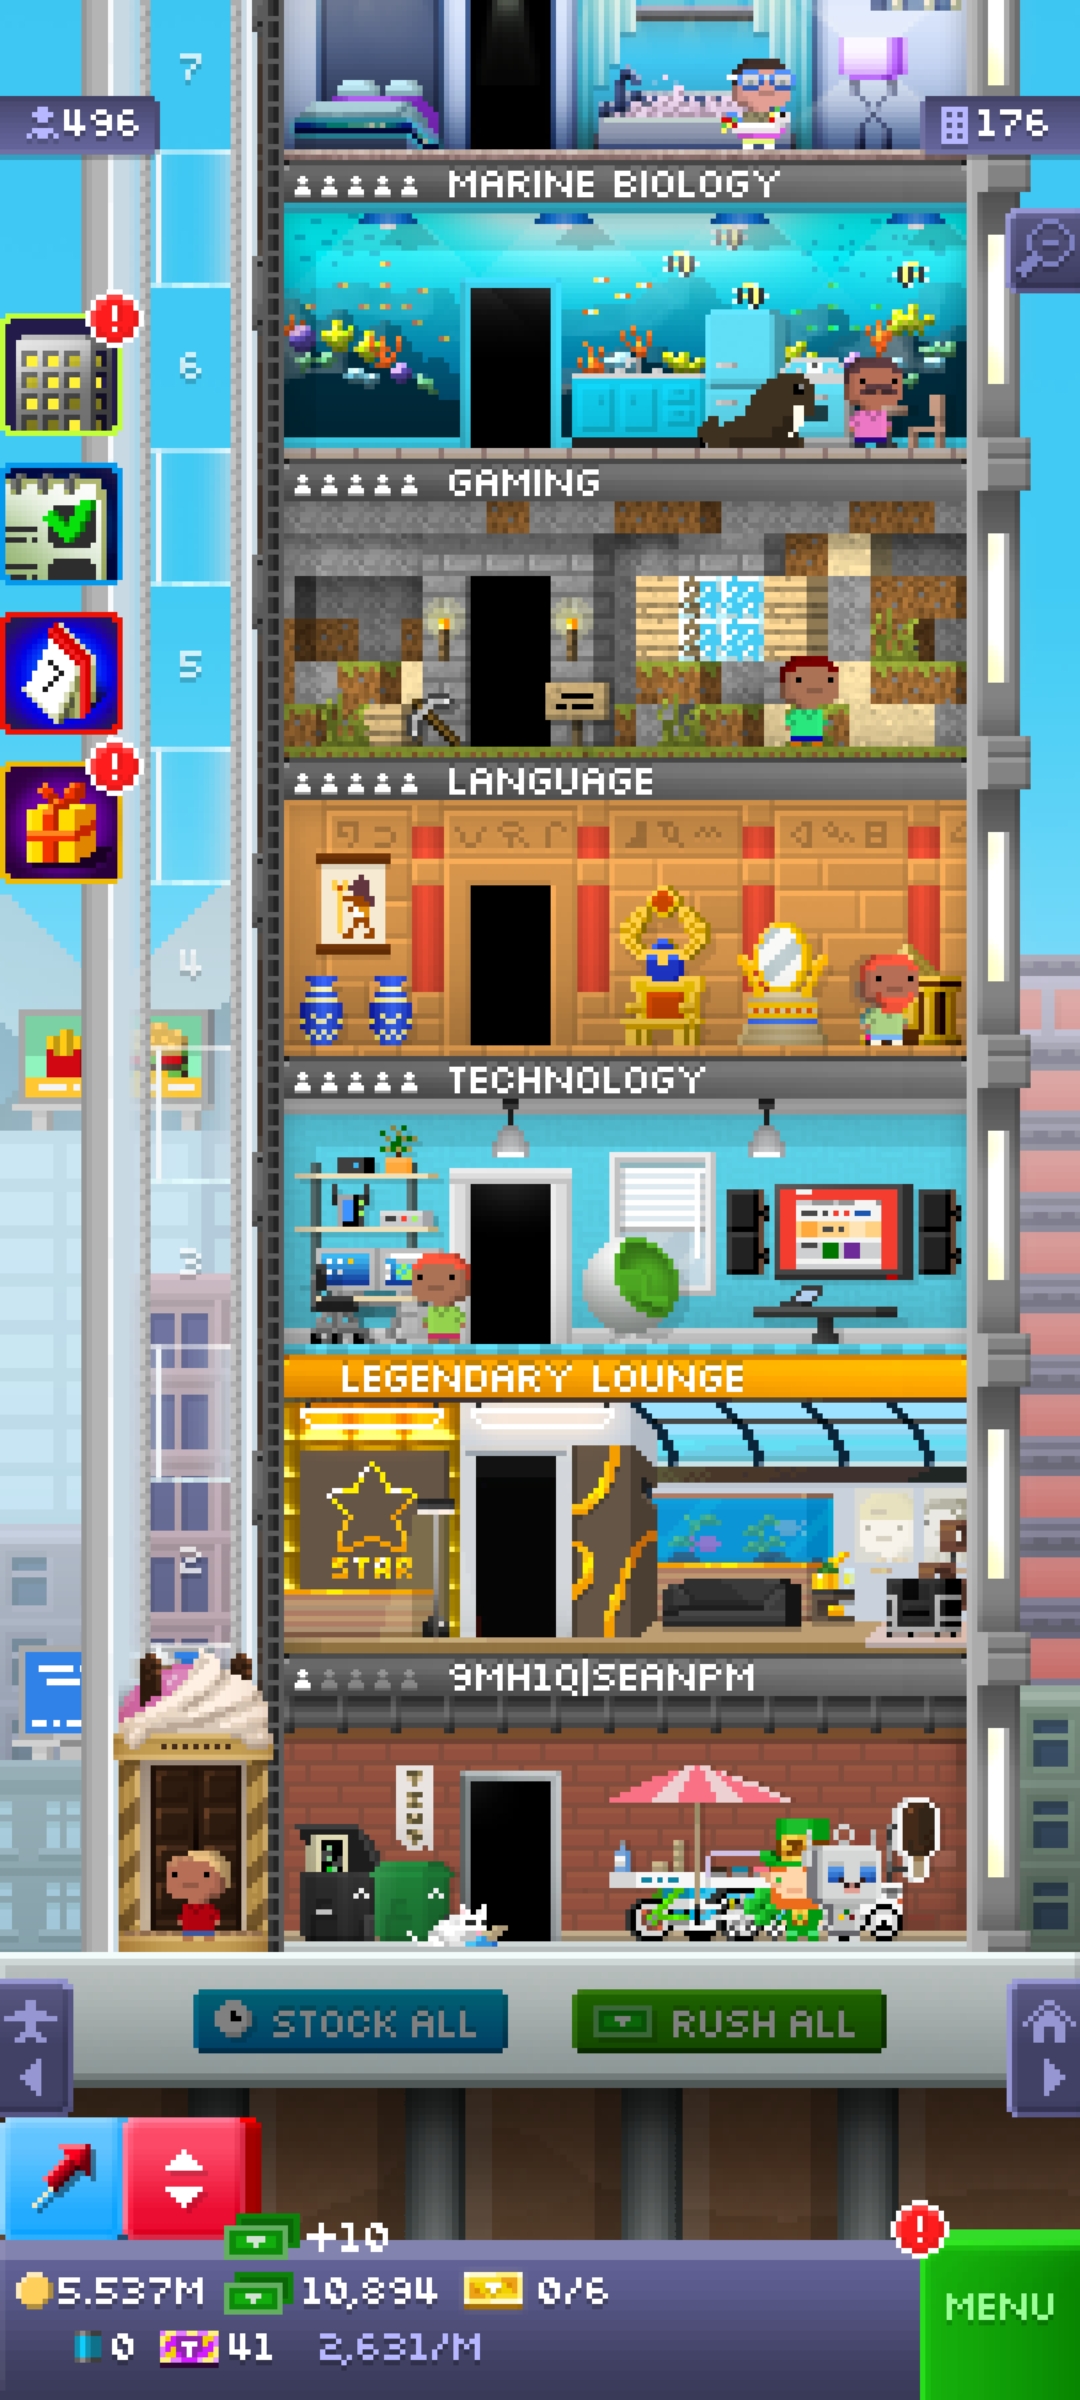 7
496
176
MARINE BIOLOGY
6
GAMING
5
LANGUAGE
4
TECHNOLOGY
3
LEGENDARY LOUNGE
STAR
2
9MH1Q|SEANPM
STOCK ALL
RUSH ALL
+10
5.537M
10,894
0/6
MENU
0
41
2,631/M